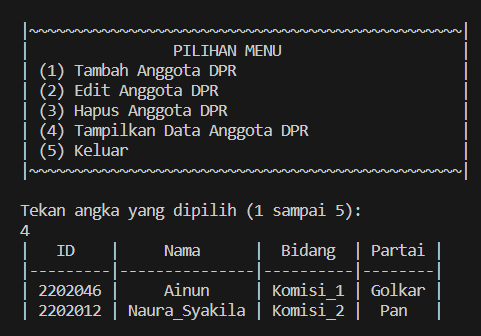 |~~~~~~~~~~~~~~~~~~~~~~~~~~~~~~~~~~~~~~~~~~~~~~~~|
|                PILIHAN MENU                    |
| (1) Tambah Anggota DPR                         |
| (2) Edit Anggota DPR                           |
| (3) Hapus Anggota DPR                          |
| (4) Tampilkan Data Anggota DPR                 |
| (5) Keluar                                     |
|~~~~~~~~~~~~~~~~~~~~~~~~~~~~~~~~~~~~~~~~~~~~~~~~|
Tekan angka yang dipilih (1 sampai 5):
4
|   ID    |     Nama      |  Bidang  | Partai |
|---------|---------------|----------|--------|
| 2202046 |     Ainun     | Komisi_1 | Golkar |
| 2202012 | Naura_Syakila | Komisi_2 |  Pan   |